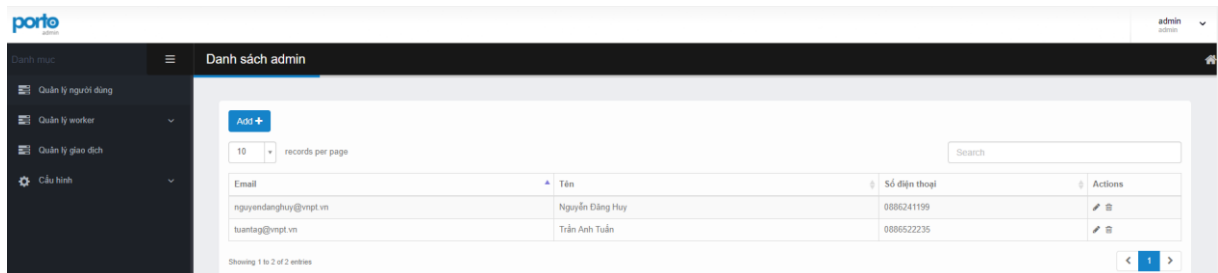 porto
admin
admin
admin
Danh mục
Danh sách admin
Quản lý người dùng
Quản lý worker
Quản lý giao dịch
Cấu hình
Add +
10 records per page
Search
Email Tên Số điện thoại Actions
nguyendanghuy@vnpt.vn Nguyễn Đăng Huy 0886241199
tuantag@vnpt.vn Trần Anh Tuấn 0886522235
Showing 1 to 2 of 2 entries
< 1 >